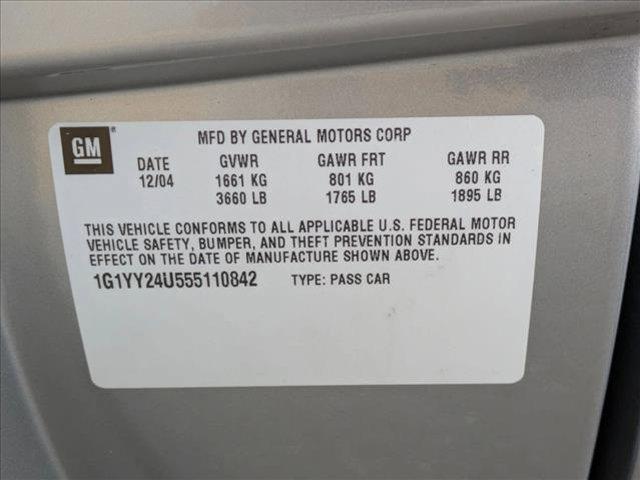 GM® MFD BY GENERAL MOTORS CORP
DATE GVWR GAWR FRT GAWR RR
12/04 1661 KG 801 KG 860 KG
3660 LB 1765 LB 1895 LB
THIS VEHICLE CONFORMS TO ALL APPLICABLE U.S. FEDERAL MOTOR
VEHICLE SAFETY, BUMPER, AND THEFT PREVENTION STANDARDS IN
EFFECT ON THE DATE OF MANUFACTURE SHOWN ABOVE.
1G1YY24U555110842 TYPE: PASS CAR